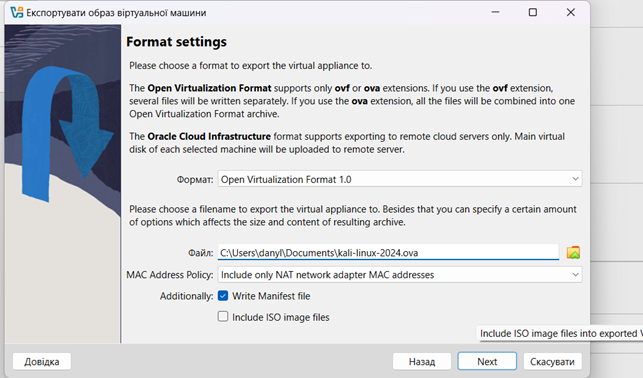 Експортувати образ віртуальної машини
Format settings
Please choose a format to export the virtual appliance to.
The Open Virtualization Format supports only ovf or ova extensions. If you use the ovf extension,
several files will be written separately. If you use the ova extension, all the files will be combined into one
Open Virtualization Format archive.
The Oracle Cloud Infrastructure format supports exporting to remote cloud servers only. Main virtual
disk of each selected machine will be uploaded to remote server.
Формат: Open Virtualization Format 1.0
Please choose a filename to export the virtual appliance to. Besides that you can specify a certain amount
of options which affects the size and content of resulting archive.
Файл: C:\Users\danyl\Documents\kali-linux-2024.ova
MAC Address Policy: Include only NAT network adapter MAC addresses
Additionally: Write Manifest file
Include ISO image files
Include ISO image files into exported V
Довідка Назад Next Скасувати